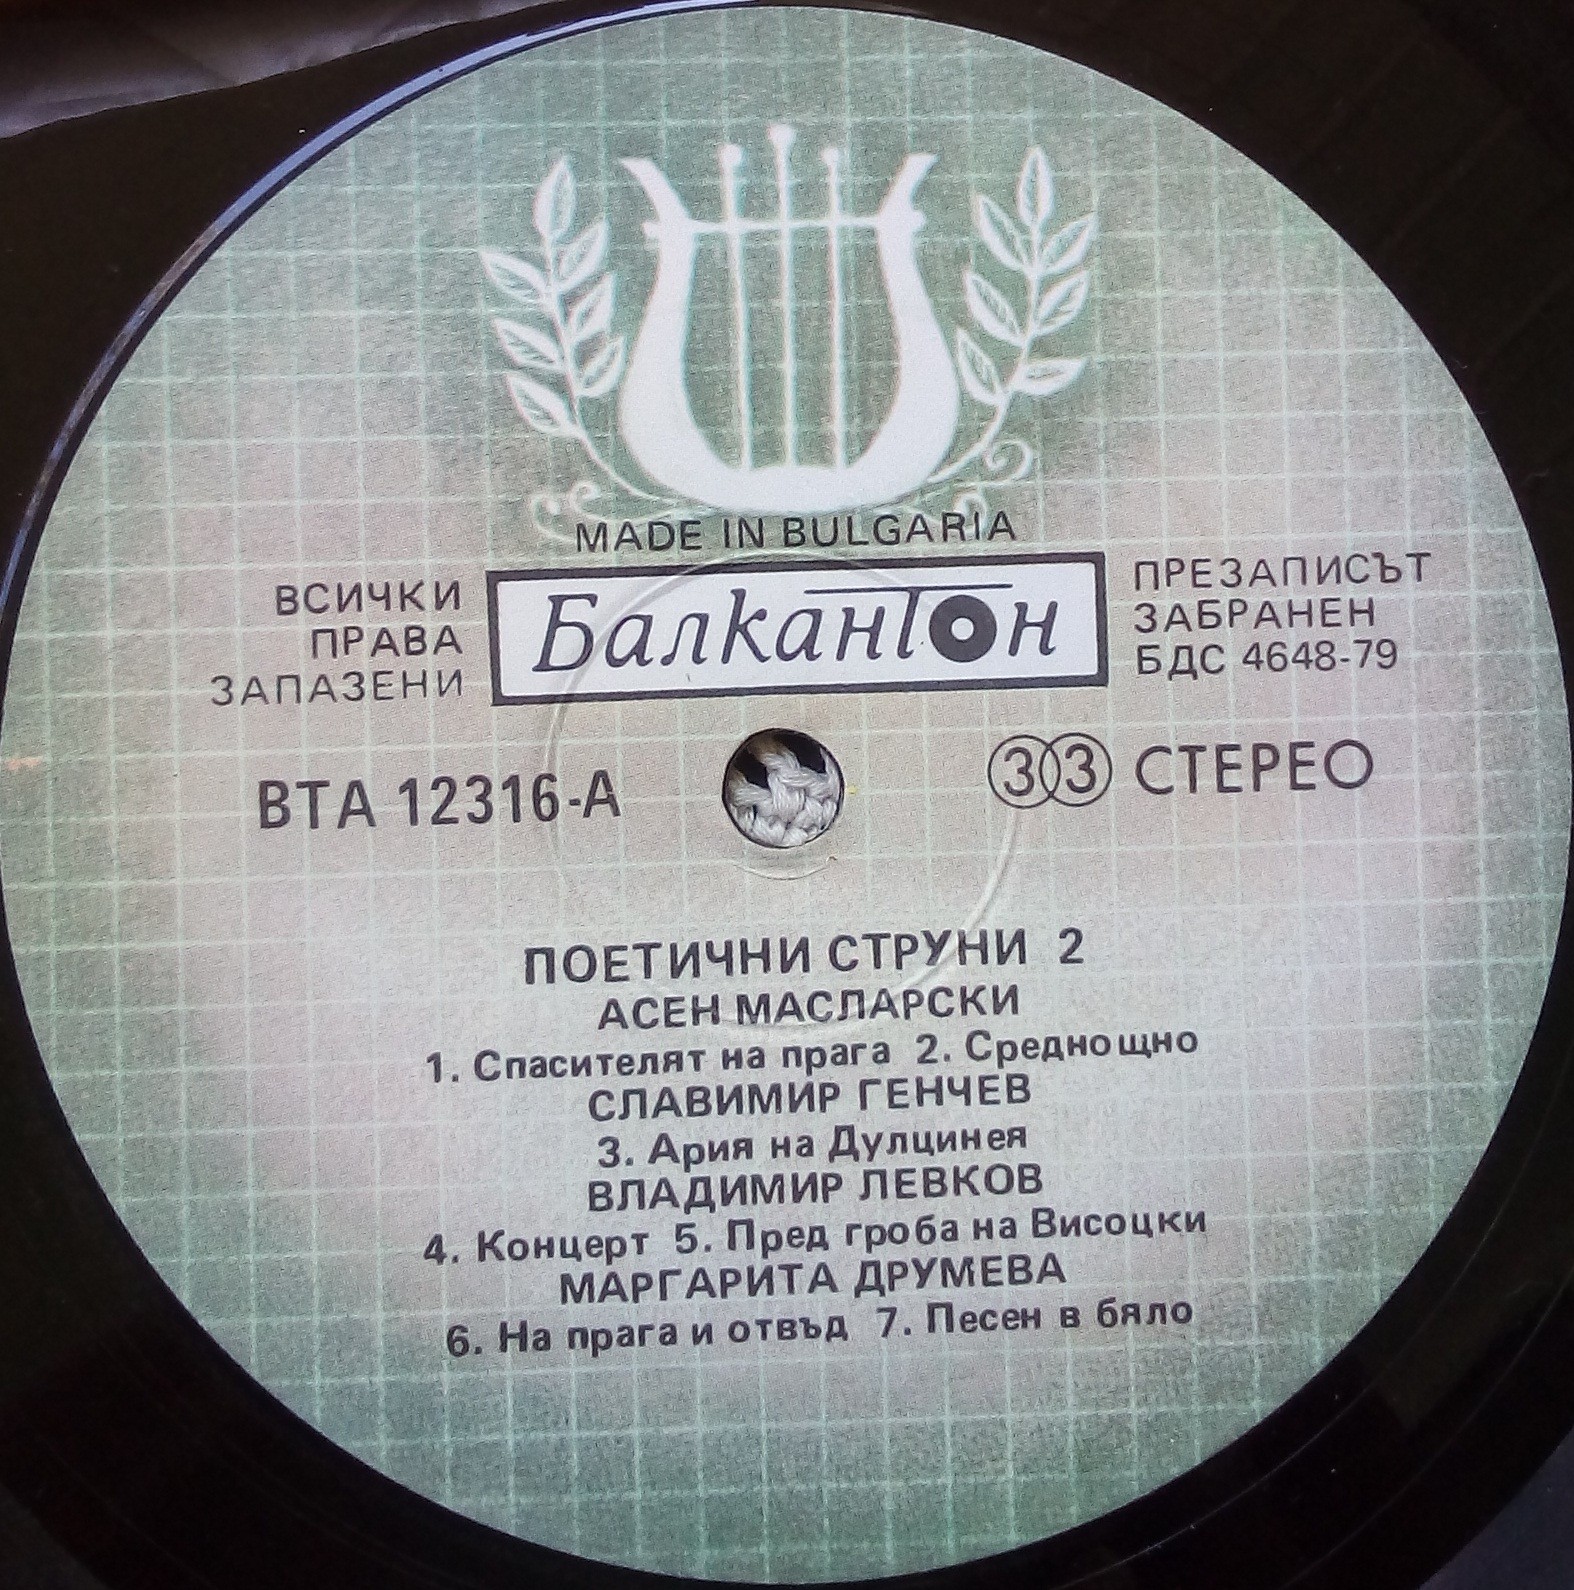 MADE IN BULGARIA
ВСИЧКИ
ПРАВА
ЗАПАЗЕНИ
Балкантон
ПРЕЗАПИСЪТ
ЗАБРАНЕН
БДС 4648-79
ВТА 12316-А
33 СТЕРЕО
ПОЕТИЧНИ СТРУНИ 2
АСЕН МАСЛАРСКИ
1. Спасителят на прага 2. Среднощно
СЛАВИМИР ГЕНЧЕВ
3. Ария на Дулцинея
ВЛАДИМИР ЛЕВКОВ
4. Концерт 5. Пред гроба на Висоцки
МАРГАРИТА ДРУМЕВА
6. На прага и отвъд 7. Песен в бяло